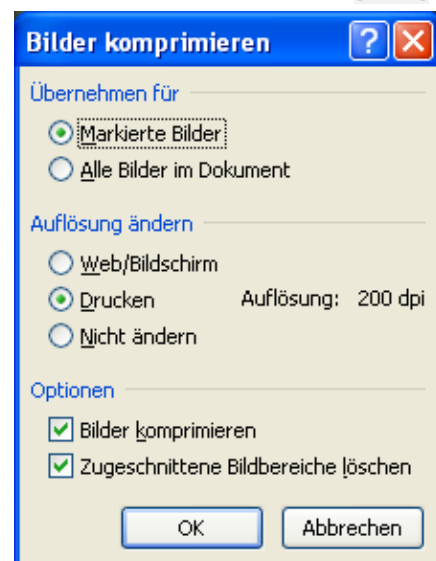 Bilder komprimieren
Übernehmen für
Markierte Bilder
Alle Bilder im Dokument
Auflösung ändern
Web/Bildschirm
Drucken Auflösung: 200 dpi
Nicht ändern
Optionen
Bilder komprimieren
Zugeschnittene Bildbereiche löschen
OK Abbrechen